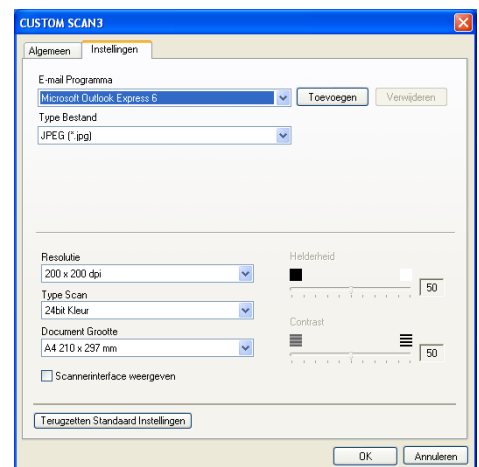 CUSTOM SCAN3
Algemeen Instellingen
E-mail Programma
Microsoft Outlook Express 6 Toevoegen Verwijderen
Type Bestand
JPEG (*.jpg)
Resolutie Helderheid
200 x 200 dpi 50
Type Scan
24bit Kleur
Contrast
Document Grootte
A4 210 x 297 mm 50
Scannerinterface weergeven
Terugzetten Standaard Instellingen
OK Annuleren